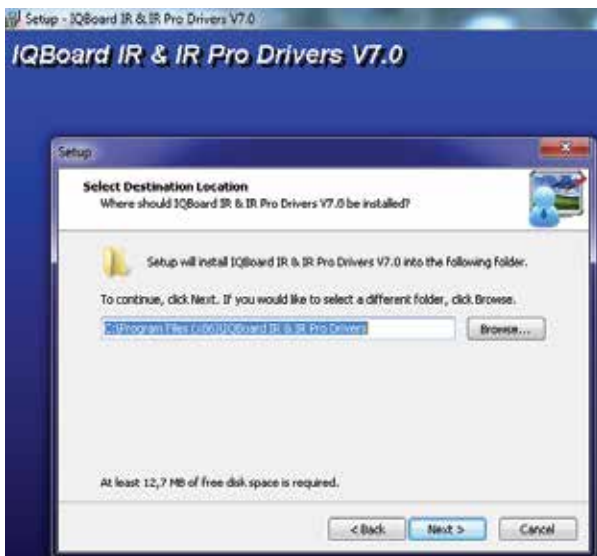 Setup - IQBoard IR & IR Pro Drivers V7.0
IQBoard IR & IR Pro Drivers V7.0
Setup
Select Destination Location
Where should IQBoard IR & IR Pro Drivers V7.0 be installed?
Setup will install IQBoard IR & IR Pro Drivers V7.0 into the following folder.
To continue, click Next. If you would like to select a different folder, click Browse.
C:\Program Files (x86)\IQBoard IR & IR Pro Drivers
Browse...
At least 12,7 MB of free disk space is required.
< Back
Next >
Cancel